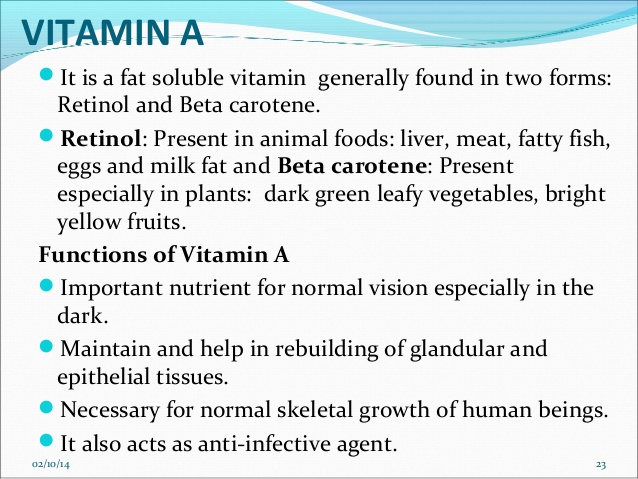 VITAMIN A
It is a fat soluble vitamin generally found in two forms:
Retinol and Beta carotene.
Retinol: Present in animal foods: liver, meat, fatty fish,
eggs and milk fat and Beta carotene: Present
especially in plants: dark green leafy vegetables, bright
yellow fruits.
Functions of Vitamin A
Important nutrient for normal vision especially in the
dark.
Maintain and help in rebuilding of glandular and
epithelial tissues.
Necessary for normal skeletal growth of human beings.
It also acts as anti-infective agent.
02/10/14 23